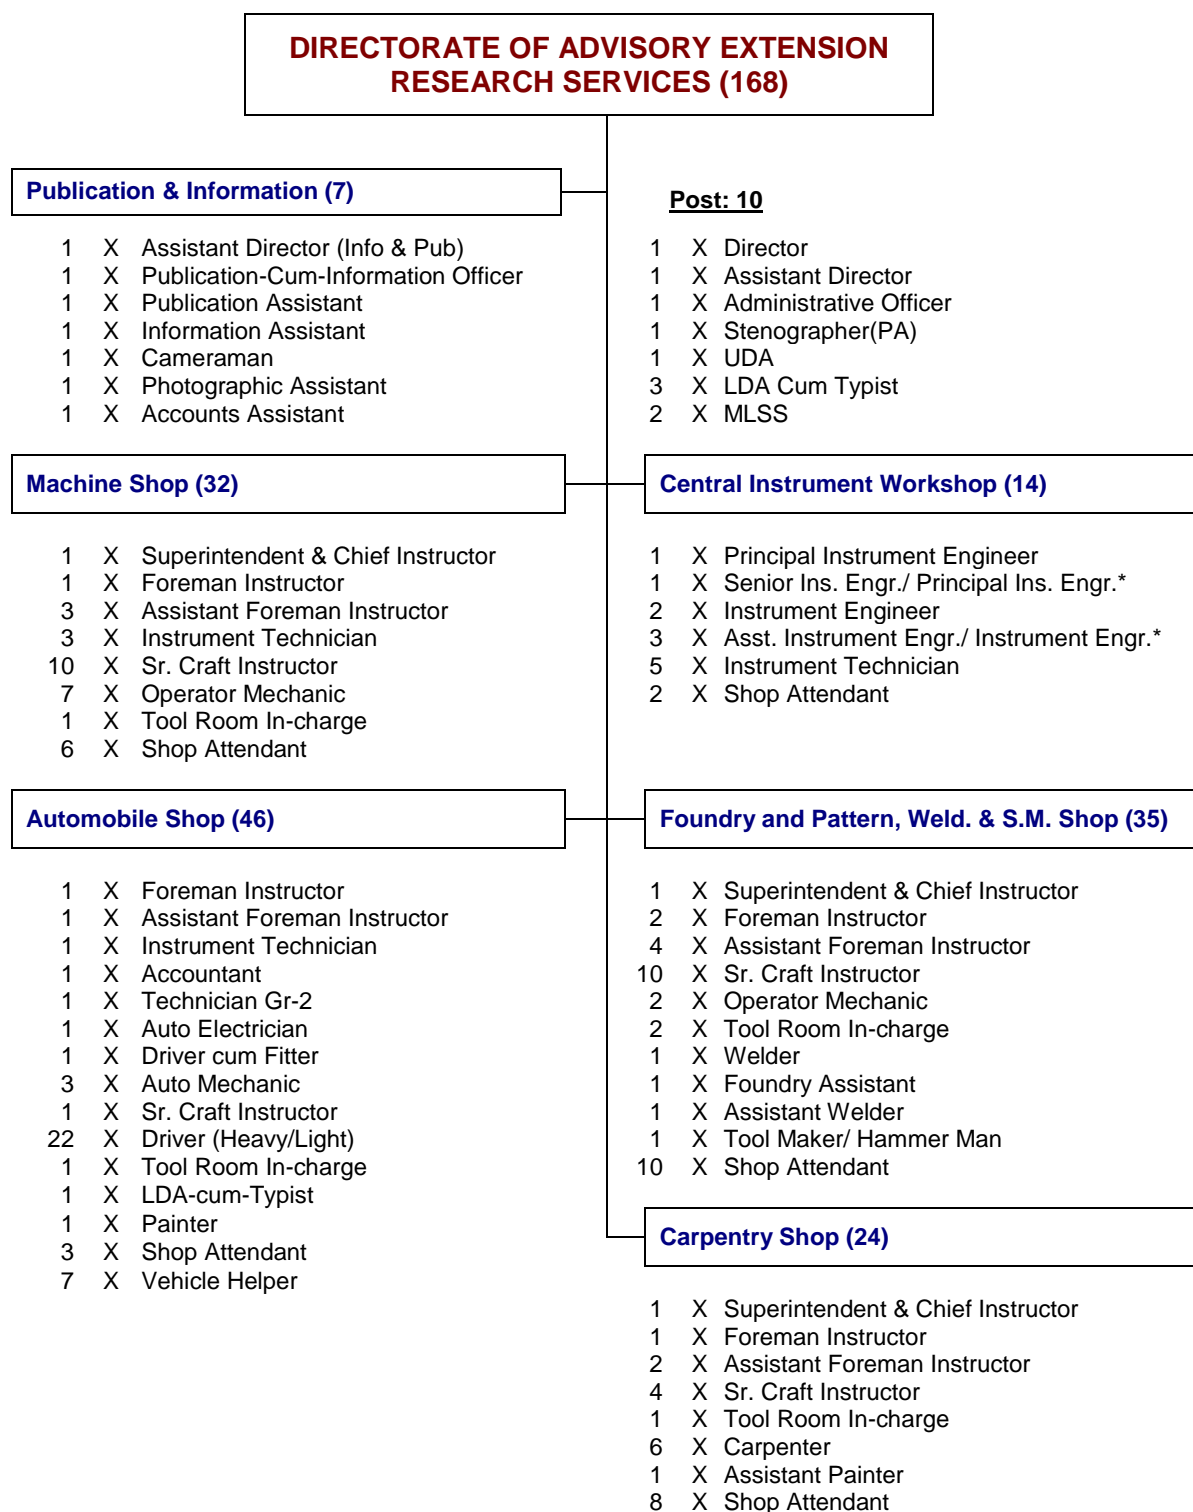 DIRECTORATE OF ADVISORY EXTENSION
RESEARCH SERVICES (168)
Publication & Information (7)
1 X Assistant Director (Info & Pub)
1 X Publication-Cum-Information Officer
1 X Publication Assistant
1 X Information Assistant
1 X Cameraman
1 X Photographic Assistant
1 X Accounts Assistant
Post: 10
1 X Director
1 X Assistant Director
1 X Administrative Officer
1 X Stenographer(PA)
1 X UDA
3 X LDA Cum Typist
2 X MLSS
Machine Shop (32)
1 X Superintendent & Chief Instructor
1 X Foreman Instructor
3 X Assistant Foreman Instructor
3 X Instrument Technician
10 X Sr. Craft Instructor
7 X Operator Mechanic
1 X Tool Room In-charge
6 X Shop Attendant
Central Instrument Workshop (14)
1 X Principal Instrument Engineer
1 X Senior Ins. Engr./ Principal Ins. Engr.*
2 X Instrument Engineer
3 X Asst. Instrument Engr./ Instrument Engr.*
5 X Instrument Technician
2 X Shop Attendant
Automobile Shop (46)
1 X Foreman Instructor
1 X Assistant Foreman Instructor
1 X Instrument Technician
1 X Accountant
1 X Technician Gr-2
1 X Auto Electrician
1 X Driver cum Fitter
3 X Auto Mechanic
1 X Sr. Craft Instructor
22 X Driver (Heavy/Light)
1 X Tool Room In-charge
1 X LDA-cum-Typist
1 X Painter
3 X Shop Attendant
7 X Vehicle Helper
Foundry and Pattern, Weld. & S.M. Shop (35)
1 X Superintendent & Chief Instructor
2 X Foreman Instructor
4 X Assistant Foreman Instructor
10 X Sr. Craft Instructor
2 X Operator Mechanic
2 X Tool Room In-charge
1 X Welder
1 X Foundry Assistant
1 X Assistant Welder
1 X Tool Maker/ Hammer Man
10 X Shop Attendant
Carpentry Shop (24)
1 X Superintendent & Chief Instructor
1 X Foreman Instructor
2 X Assistant Foreman Instructor
4 X Sr. Craft Instructor
1 X Tool Room In-charge
6 X Carpenter
1 X Assistant Painter
8 X Shop Attendant